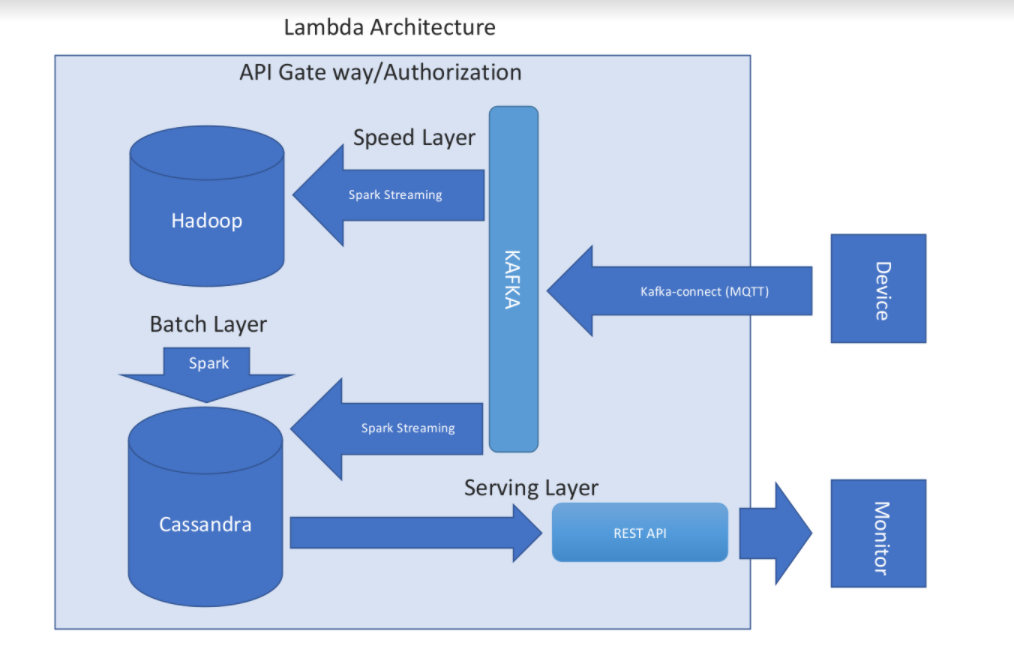 Lambda Architecture
API Gate way/Authorization
Speed Layer
Spark Streaming
Hadoop
KAFKA
Kafka-connect (MQTT)
Device
Batch Layer
Spark
Spark Streaming
Cassandra
Serving Layer
REST API
Monitor